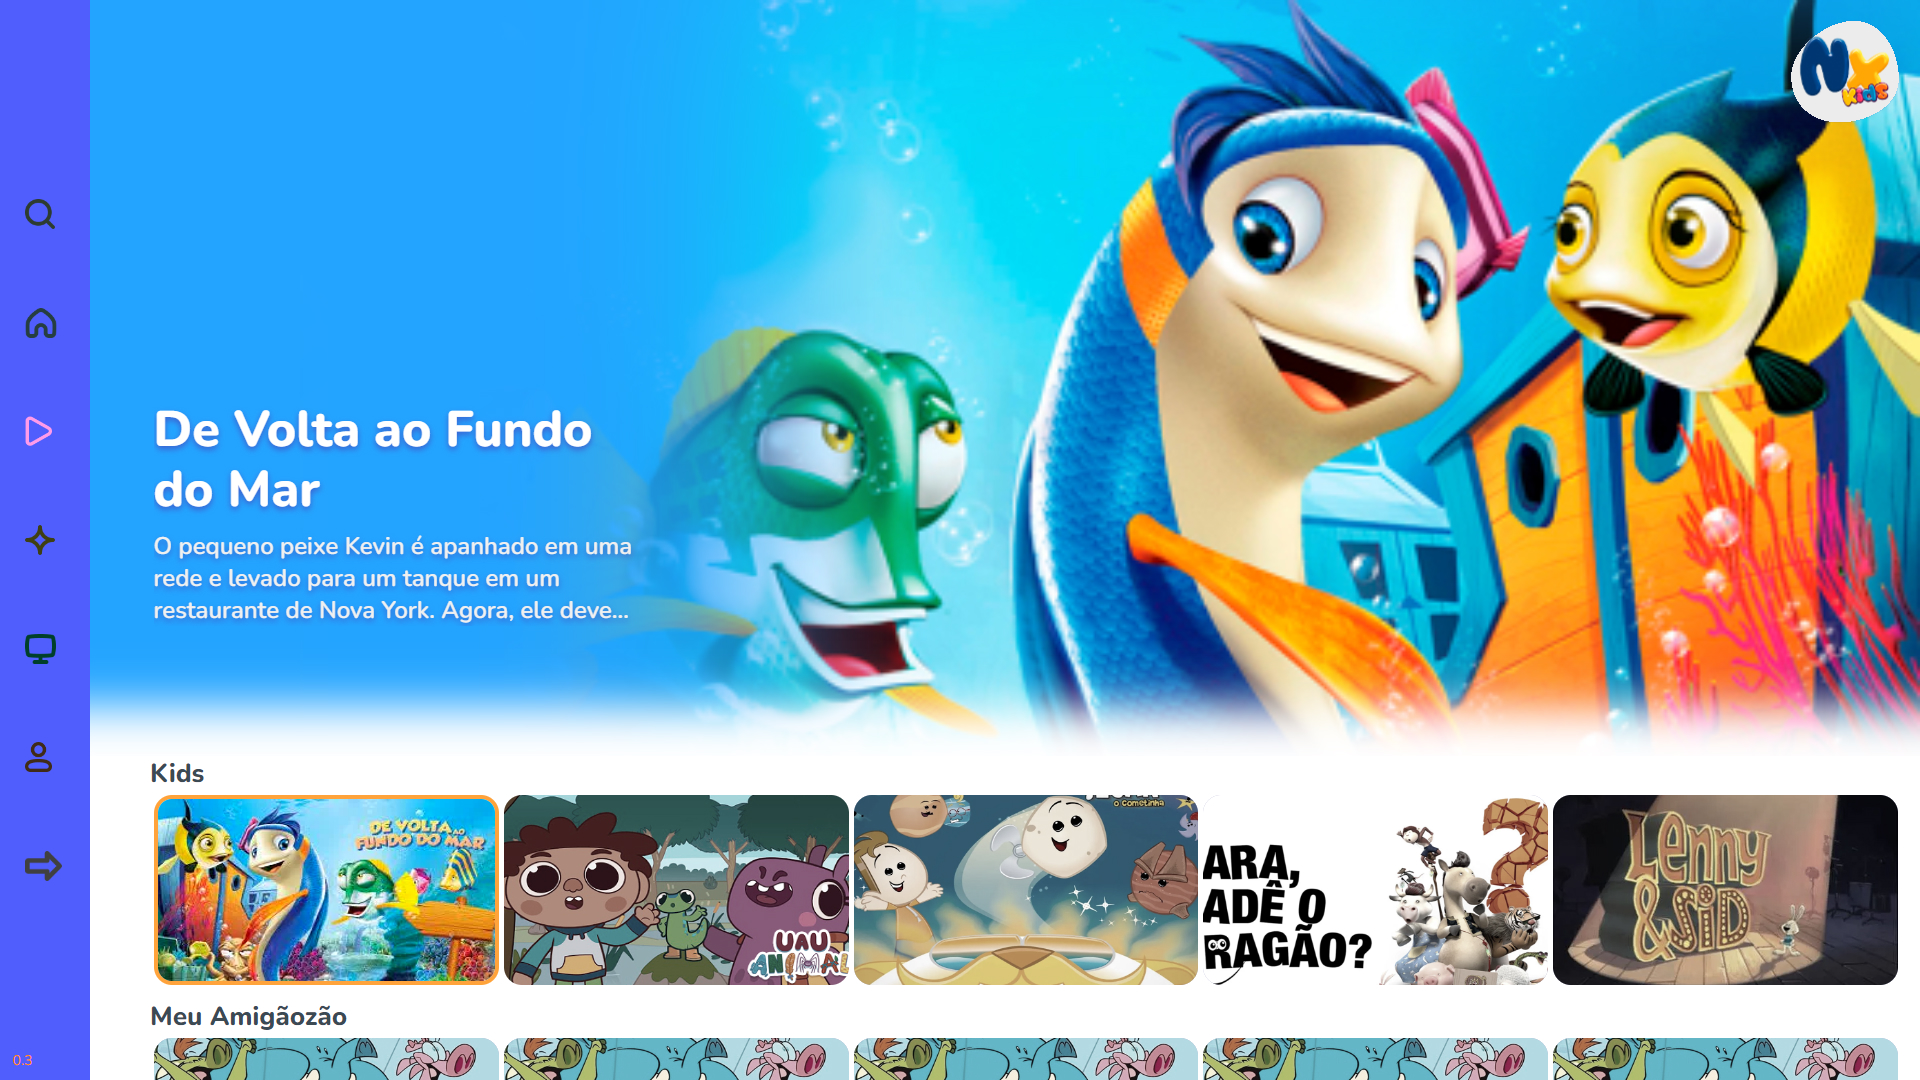 Nx
Kids
De Volta ao Fundo
do Mar
O pequeno peixe Kevin é apanhado em uma
rede e levado para um tanque em um
restaurante de Nova York. Agora, ele deve...
Kids
DE VOLTA AO
FUNDO DO MAR
UAU
ANIMAL
o Cometinha
ARA,
ADÊ O
RAGÃO?
Lenny
& SiD
Meu Amigãozão
0.3